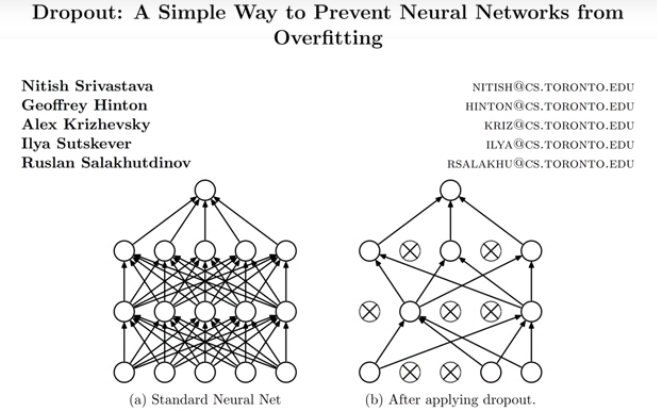 Dropout: A Simple Way to Prevent Neural Networks from
Overfitting
Nitish Srivastava NITISH@CS.TORONTO.EDU
Geoffrey Hinton HINTON@CS.TORONTO.EDU
Alex Krizhevsky KRIZ@CS.TORONTO.EDU
Ilya Sutskever ILYA@CS.TORONTO.EDU
Ruslan Salakhutdinov RSALAKHU@CS.TORONTO.EDU
(a) Standard Neural Net (b) After applying dropout.